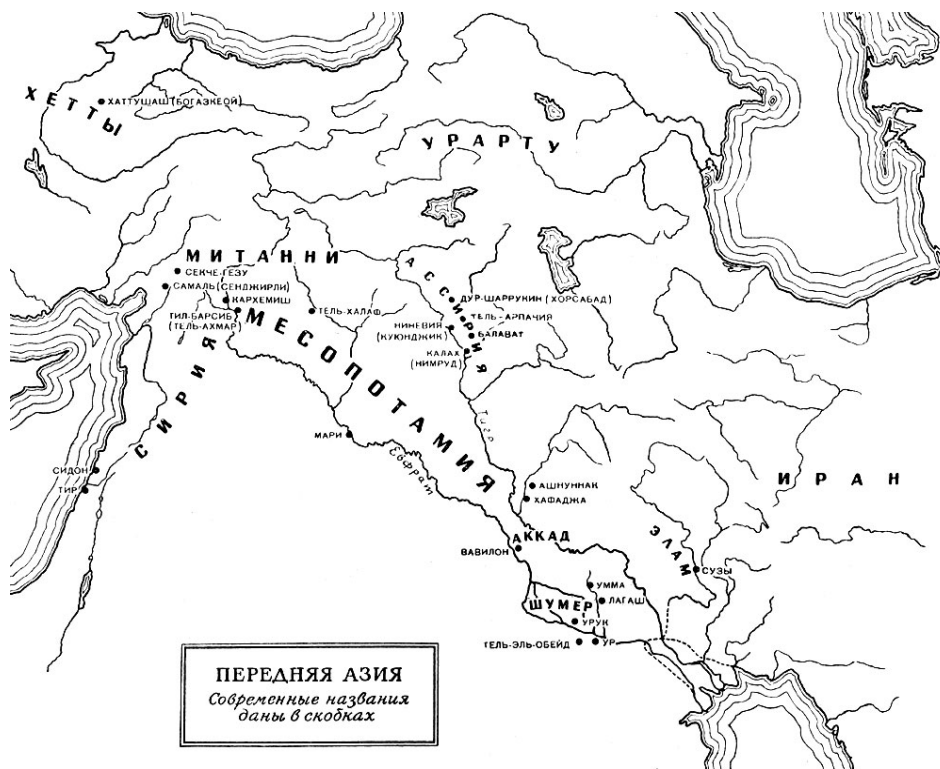 ХЕТТЫ
ХАТТУШАШ (БОГАЗКЕОЙ)
УРАРТУ
МИТАННИ
СЕКЧЕ-ГЕЗУ
САМАЛЬ (СЕНДЖИРЛИ)
КАРХЕМИШ
ТИЛ-БАРСИБ
(ТЕЛЬ-АХМАР)
ТЕЛЬ-ХАЛАФ
АССИРИЯ
ДУР-ШАРРУКИН (ХОРСАБАД)
ТЕЛЬ-АРПАЧИЯ
НИНЕВИЯ
(КУЮНДЖИК)
БАЛАВАТ
КАЛАХ
(НИМРУД)
МЕСОПОТАМИЯ
СИРИЯ
Тигр
МАРИ
Евфрат
СИДОН
ТИР
АШНУННАК
ХАФАДЖА
ИРАН
АККАД
ВАВИЛОН
ЭЛАМ
СУЗЫ
УММА
ЛАГАШ
ШУМЕР
УРУК
ТЕЛЬ-ЭЛЬ-ОБЕЙД
УР
ПЕРЕДНЯЯ АЗИЯ
Современные названия
даны в скобках